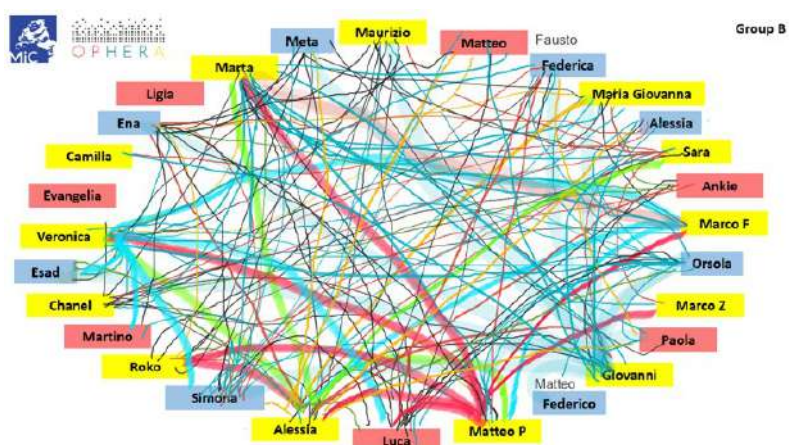 MiC
OPHERA
Group B
Meta
Maurizio
Matteo
Fausto
Federica
Marta
Maria Giovanna
Ligia
Alessia
Ena
Sara
Camilla
Ankie
Evangelia
Marco F
Veronica
Orsola
Esad
Marco Z
Chanel
Martino
Paola
Roko
Giovanni
Simona
Matteo
Federico
Alessia
Luca
Matteo P